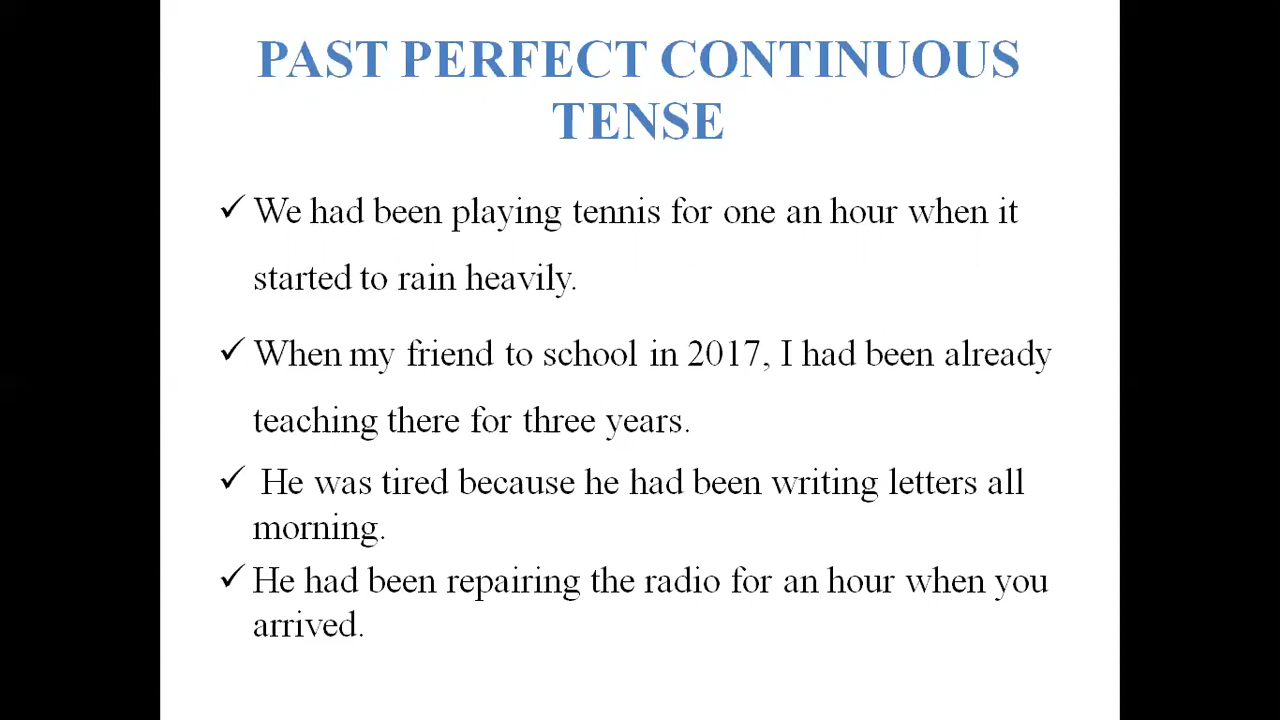 PAST PERFECT CONTINUOUS
TENSE
✓ We had been playing tennis for one an hour when it
started to rain heavily.
✓ When my friend to school in 2017, I had been already
teaching there for three years.
✓ He was tired because he had been writing letters all
morning.
✓ He had been repairing the radio for an hour when you
arrived.